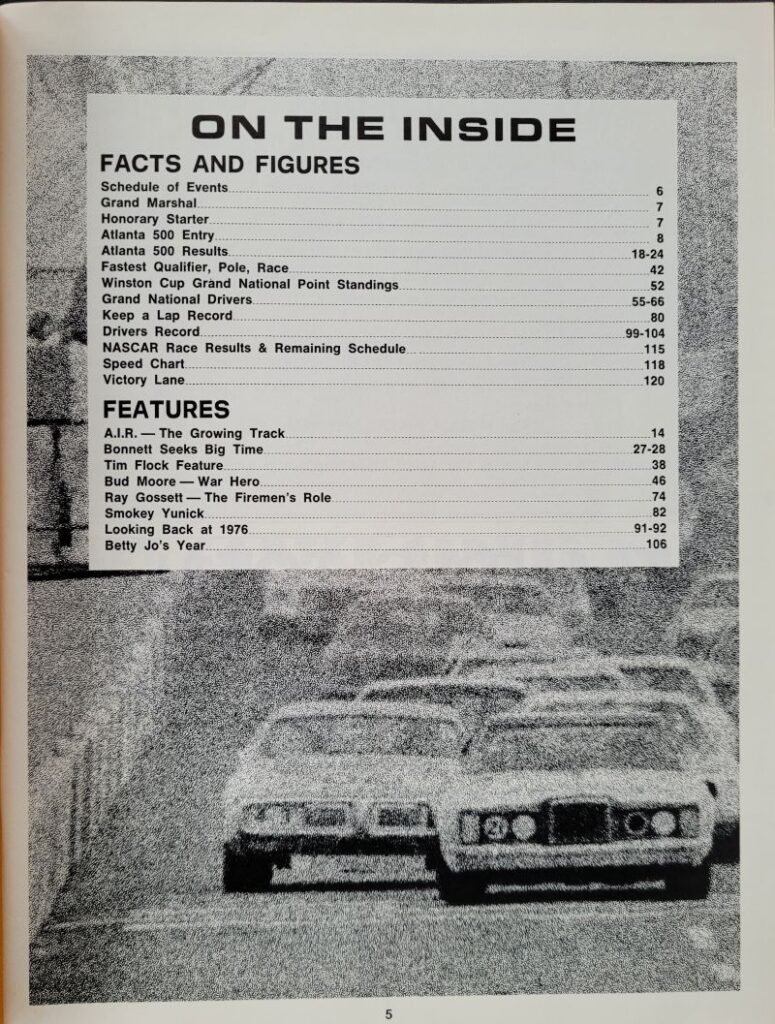 ON THE INSIDE
FACTS AND FIGURES
Schedule of Events 6
Grand Marshal 7
Honorary Starter 7
Atlanta 500 Entry 8
Atlanta 500 Results 18-24
Fastest Qualifier, Pole, Race 42
Winston Cup Grand National Point Standings 52
Grand National Drivers 55-66
Keep a Lap Record 80
Drivers Record 99-104
NASCAR Race Results & Remaining Schedule 115
Speed Chart 118
Victory Lane 120
FEATURES
A.I.R. — The Growing Track 14
Bonnett Seeks Big Time 27-28
Tim Flock Feature 38
Bud Moore — War Hero 46
Ray Gossett — The Firemen's Role 74
Smokey Yunick 82
Looking Back at 1976 91-92
Betty Jo's Year 106
21
5